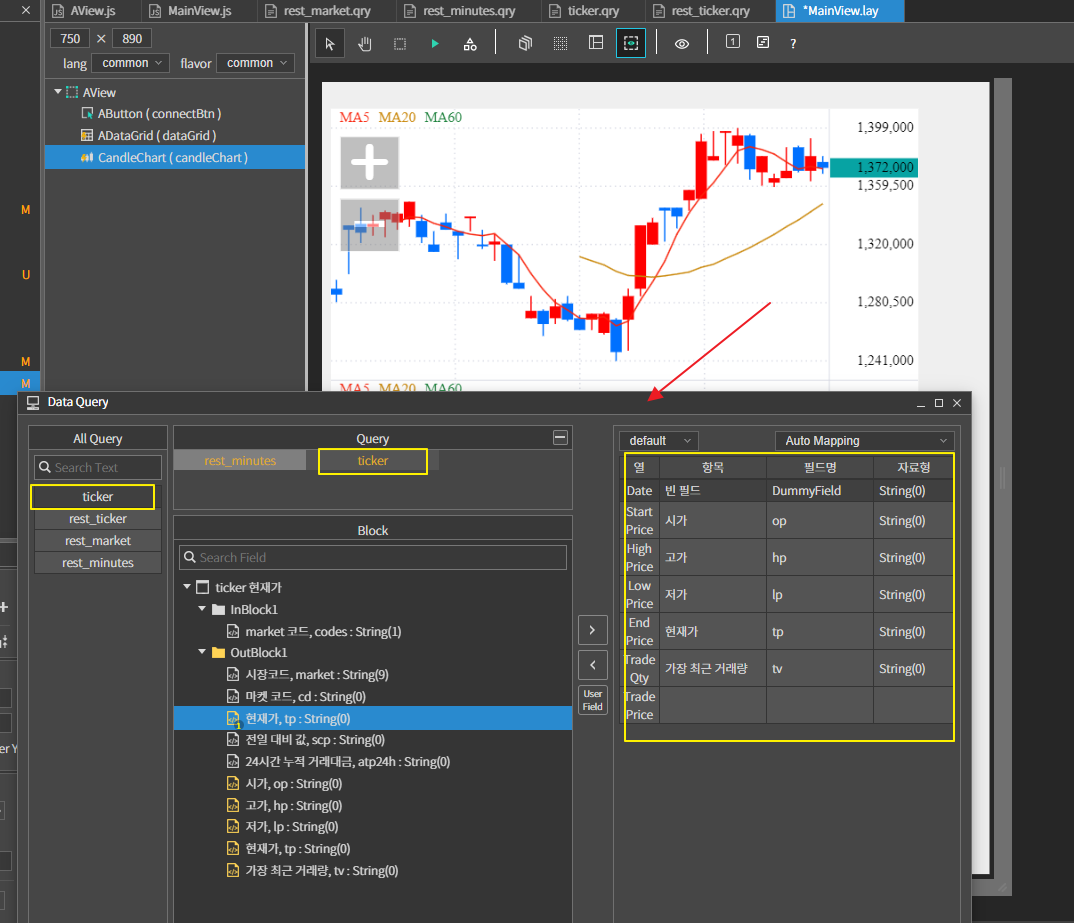 AView.js
MainView.js
rest_market.qry
rest_minutes.qry
ticker.qry
rest_ticker.qry
*MainView.lay
750 × 890
lang common flavor common
AView
AButton ( connectBtn )
ADataGrid ( dataGrid )
CandleChart ( candleChart )
M
U
M
M
MA5 MA20 MA60
1,399,000
1,372,000
1,359,500
1,320,000
1,280,500
1,241,000
MA5 MA20 MA60
Data Query
All Query
Search Text
ticker
rest_ticker
rest_market
rest_minutes
Query
rest_minutes ticker
Block
Search Field
ticker 현재가
InBlock1
market 코드, codes : String(1)
OutBlock1
시장코드, market : String(9)
마켓 코드, cd : String(0)
현재가, tp : String(0)
전일 대비 값, scp : String(0)
24시간 누적 거래대금, atp24h : String(0)
시가, op : String(0)
고가, hp : String(0)
저가, lp : String(0)
현재가, tp : String(0)
가장 최근 거래량, tv : String(0)
User
Field
default Auto Mapping
열 항목 필드명 자료형
Date 빈 필드 DummyField String(0)
Start
Price 시가 op String(0)
High
Price 고가 hp String(0)
Low
Price 저가 lp String(0)
End
Price 현재가 tp String(0)
Trade
Qty 가장 최근 거래량 tv String(0)
Trade
Price
er Y